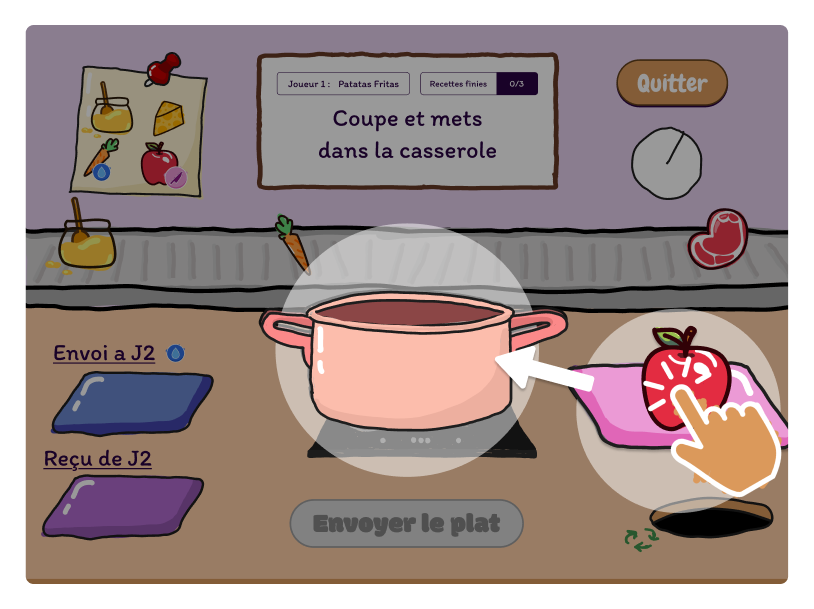 Joueur 1 : Patatas Fritas
Recettes finies 0/3
Quitter
Coupe et mets
dans la casserole
Envoi a J2
Reçu de J2
Envoyer le plat